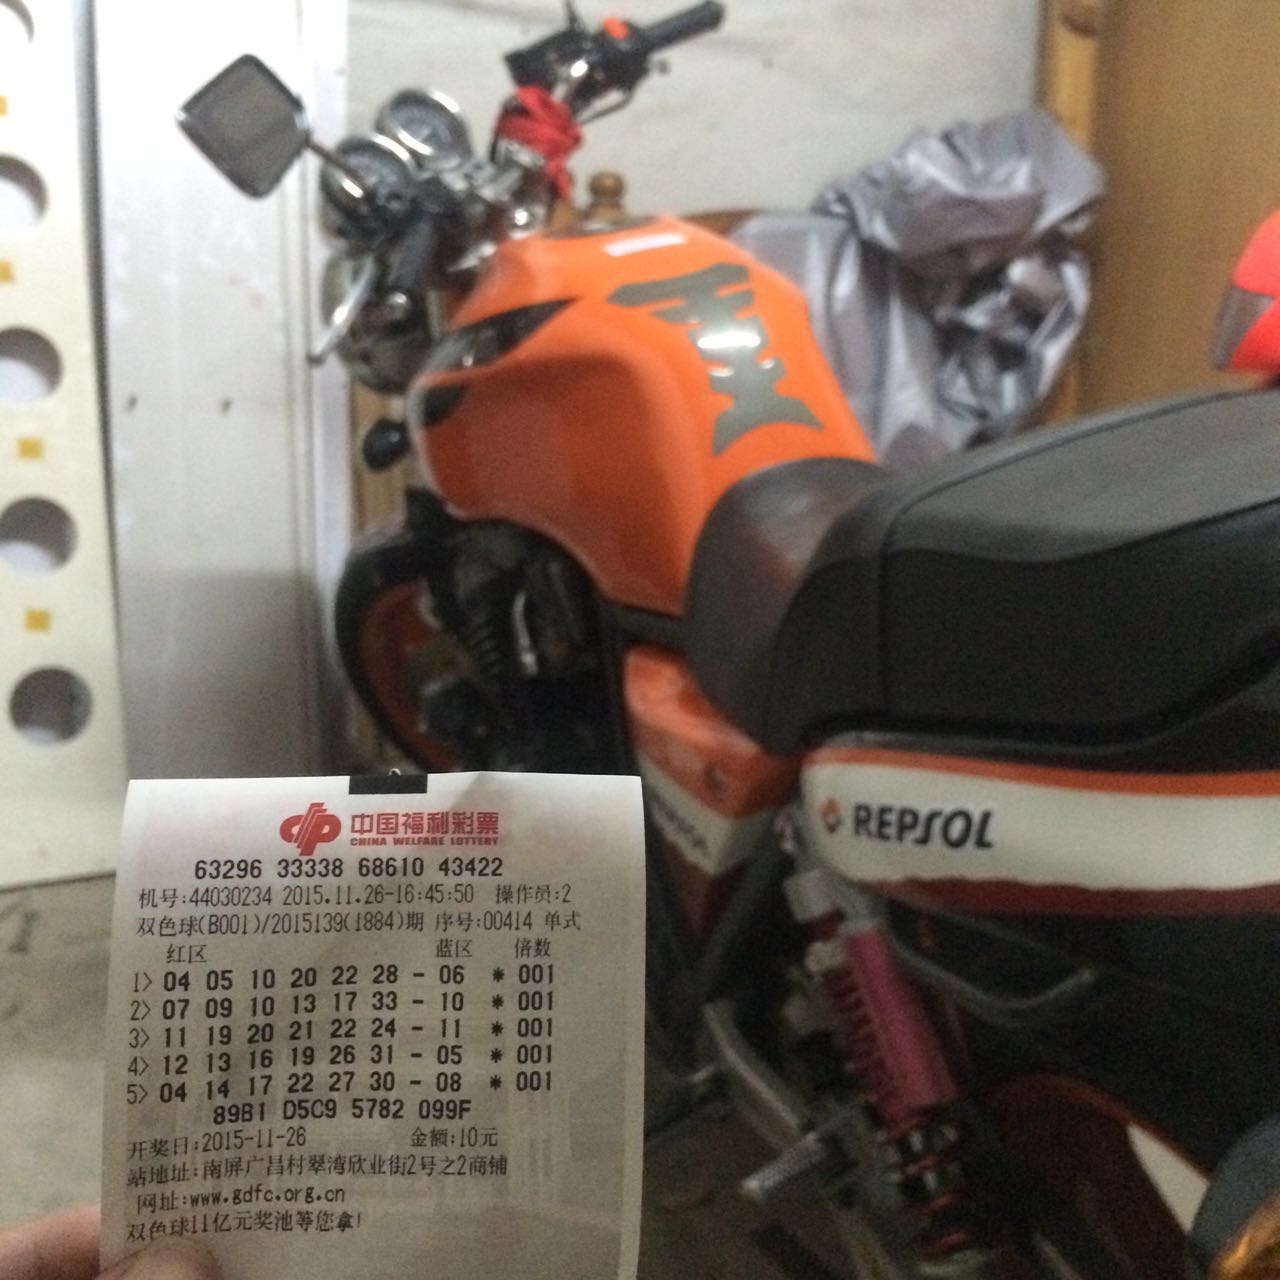 中国福利彩票
CHINA WELFARE LOTTERY
63296 33338 68610 43422
机号:44030234 2015.11.26-16:45:50 操作员:2
双色球(B001)/2015139(1884)期 序号:00414 单式
红区 蓝区 倍数
1> 04 05 10 20 22 28 - 06 * 001
2> 07 09 10 13 17 33 - 10 * 001
3> 11 19 20 21 22 24 - 11 * 001
4> 12 13 16 19 26 31 - 05 * 001
5> 04 14 17 22 27 30 - 08 * 001
89B1 D5C9 5782 099F
开奖日:2015-11-26 金额:10元
站地址:南屏广昌村翠湾欣业街2号之2商铺
网址:www.gdfc.org.cn
双色球11亿元奖池等您拿!
REPSOL